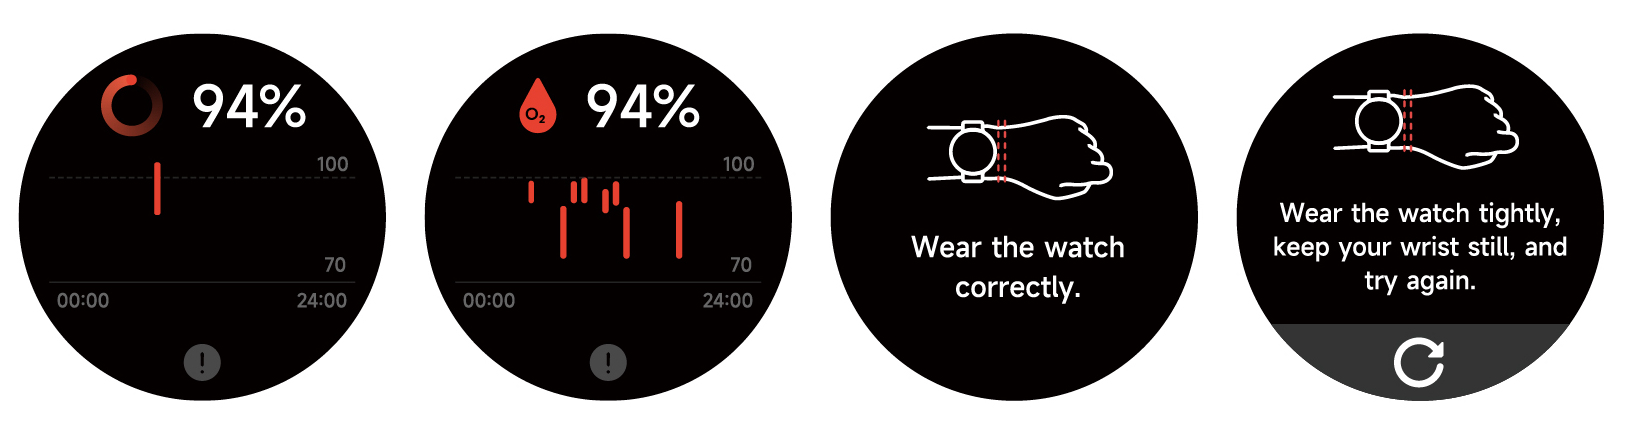 94%
100
70
00:00 24:00
!
O₂ 94%
100
70
00:00 24:00
!
Wear the watch
correctly.
Wear the watch tightly,
keep your wrist still, and
try again.